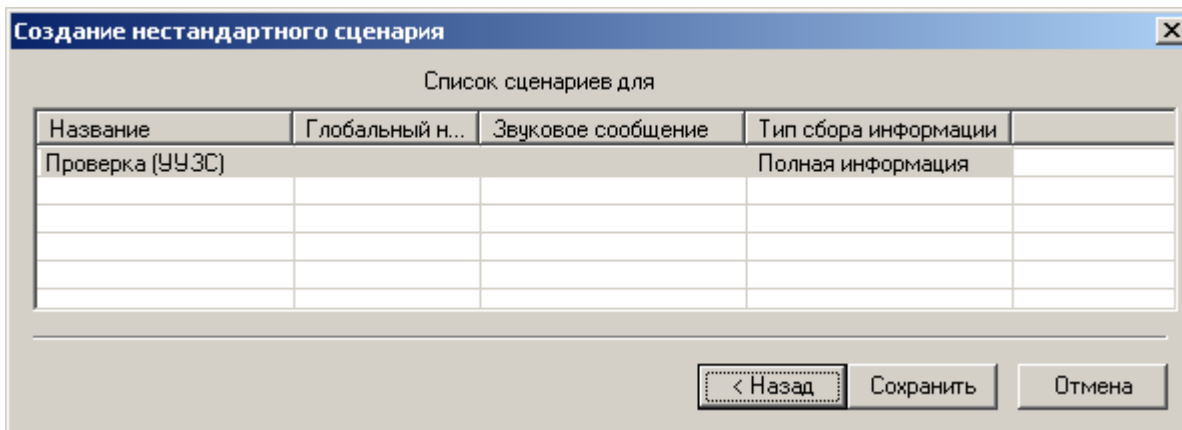 Создание нестандартного сценария
Список сценариев для
Название Глобальный н... Звуковое сообщение Тип сбора информации
Проверка (УУЗС) Полная информация
< Назад Сохранить Отмена